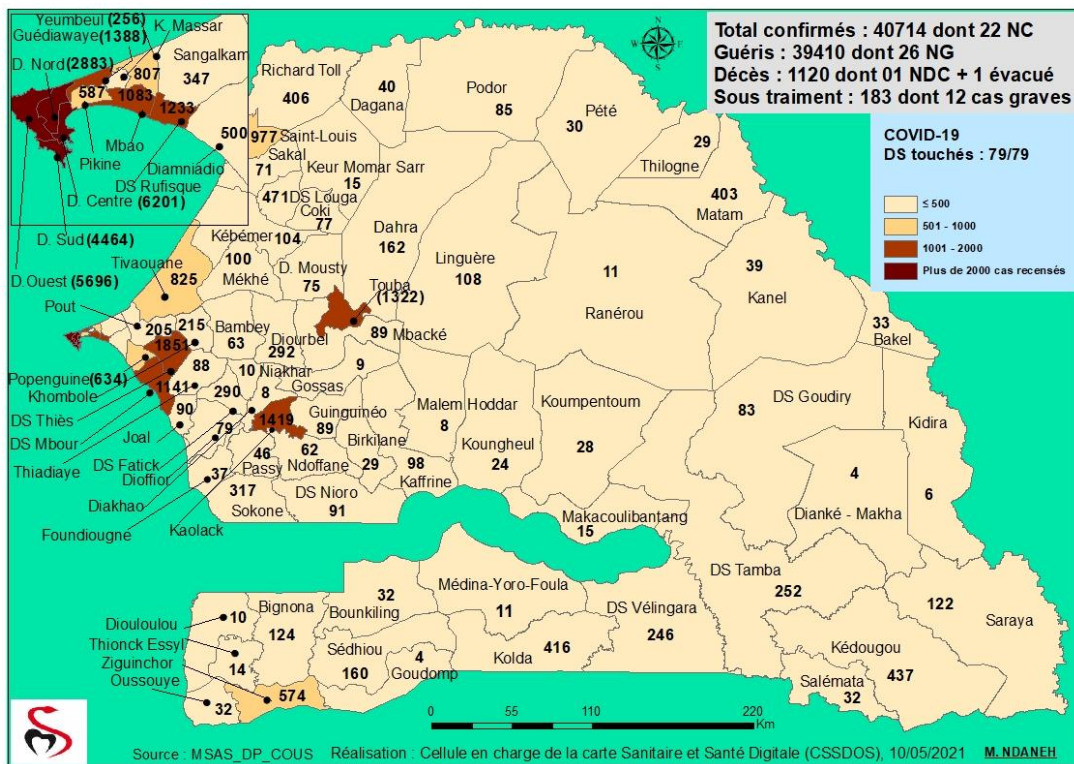 Total confirmés : 40714 dont 22 NC
Guéris : 39410 dont 26 NG
Décès : 1120 dont 01 NDC + 1 évacué
Sous traiment : 183 dont 12 cas graves
COVID-19
DS touchés : 79/79
≤ 500
501 - 1000
1001 - 2000
Plus de 2000 cas recensés
N
W
E
S
Yeumbeul (256)
K. Massar
Guédiawaye (1388)
Sangalkam
D. Nord (2883)
807
347
587
1083
1233
500
Mbao
Diamniadio
Pikine
DS Rufisque
D. Centre (6201)
D. Sud (4464)
D.Ouest (5696)
Richard Toll
406
40
Dagana
Podor
85
Pété
30
29
Thilogne
403
Matam
977
Saint-Louis
Sakal
71
Keur Momar Sarr
15
471
DS Louga
Coki
77
Dahra
162
Kébémer
104
100
Mékhé
D. Mousty
75
Linguère
108
11
Ranérou
39
Kanel
Tivaouane
825
Touba
(1322)
Pout
205
215
Bambey
63
Diourbel
292
89
Mbacké
33
Bakel
1851
88
10
Niakhar
9
Gossas
Popenguine (634)
Khombole
1141
290
8
DS Thiès
90
79
1419
Guinguinéo
89
Malem Hoddar
8
Koumpentoum
28
83
DS Goudiry
Kidira
6
DS Mbour
Joal
Thiadiaye
DS Fatick
Dioffior
46
Passy
62
Ndoffane
Birkilane
29
98
Kaffrine
Koungheul
24
4
Dianké - Makha
Diakhao
37
317
Sokone
DS Nioro
91
Foundiougne
Kaolack
Makacoulibantang
15
DS Tamba
252
122
Saraya
Médina-Yoro-Foula
11
32
Bounkiling
DS Vélingara
246
Diouloulou
10
Bignona
124
Thionck Essyl
14
Sédhiou
160
4
Goudomp
Kolda
416
Kédougou
437
Ziguinchor
574
Oussouye
32
Salémata
32
0 55 110 220
Km
Source : MSAS_DP_COUS Réalisation : Cellule en charge de la carte Sanitaire et Santé Digitale (CSSDOS), 10/05/2021 M. NDANEH